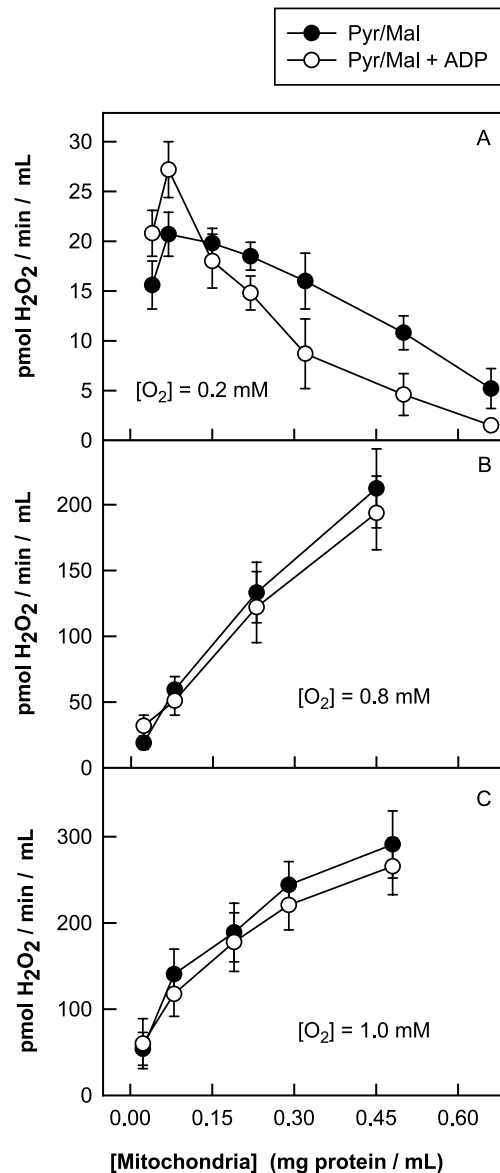 Pyr/Mal
Pyr/Mal + ADP
A
30
25
20
15
10
5
0
pmol H₂O₂ / min / mL
[O₂] = 0.2 mM
B
200
150
100
50
0
pmol H₂O₂ / min / mL
[O₂] = 0.8 mM
C
300
200
100
0
pmol H₂O₂ / min / mL
[O₂] = 1.0 mM
0.00 0.15 0.30 0.45 0.60
[Mitochondria] (mg protein / mL)